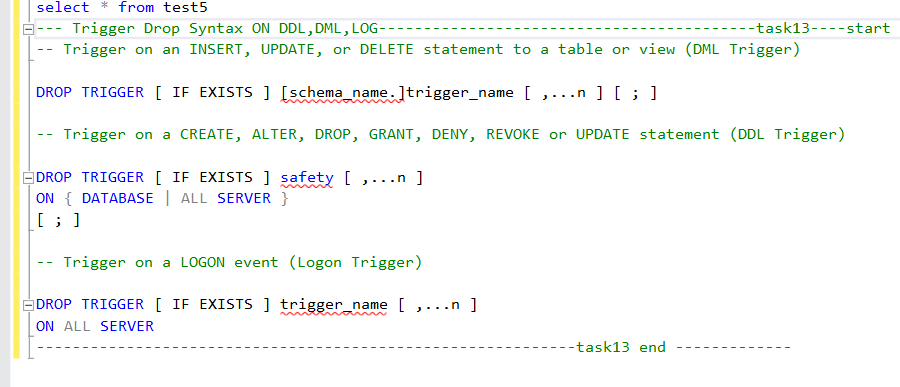 select * from test5
--- Trigger Drop Syntax ON DDL,DML,LOG------------------------------------------task13----start
-- Trigger on an INSERT, UPDATE, or DELETE statement to a table or view (DML Trigger)
DROP TRIGGER [ IF EXISTS ] [schema_name.]trigger_name [ ,...n ] [ ; ]
-- Trigger on a CREATE, ALTER, DROP, GRANT, DENY, REVOKE or UPDATE statement (DDL Trigger)
DROP TRIGGER [ IF EXISTS ] safety [ ,...n ]
ON { DATABASE | ALL SERVER }
[ ; ]
-- Trigger on a LOGON event (Logon Trigger)
DROP TRIGGER [ IF EXISTS ] trigger_name [ ,...n ]
ON ALL SERVER
------------------------------------------------------------task13 end -------------